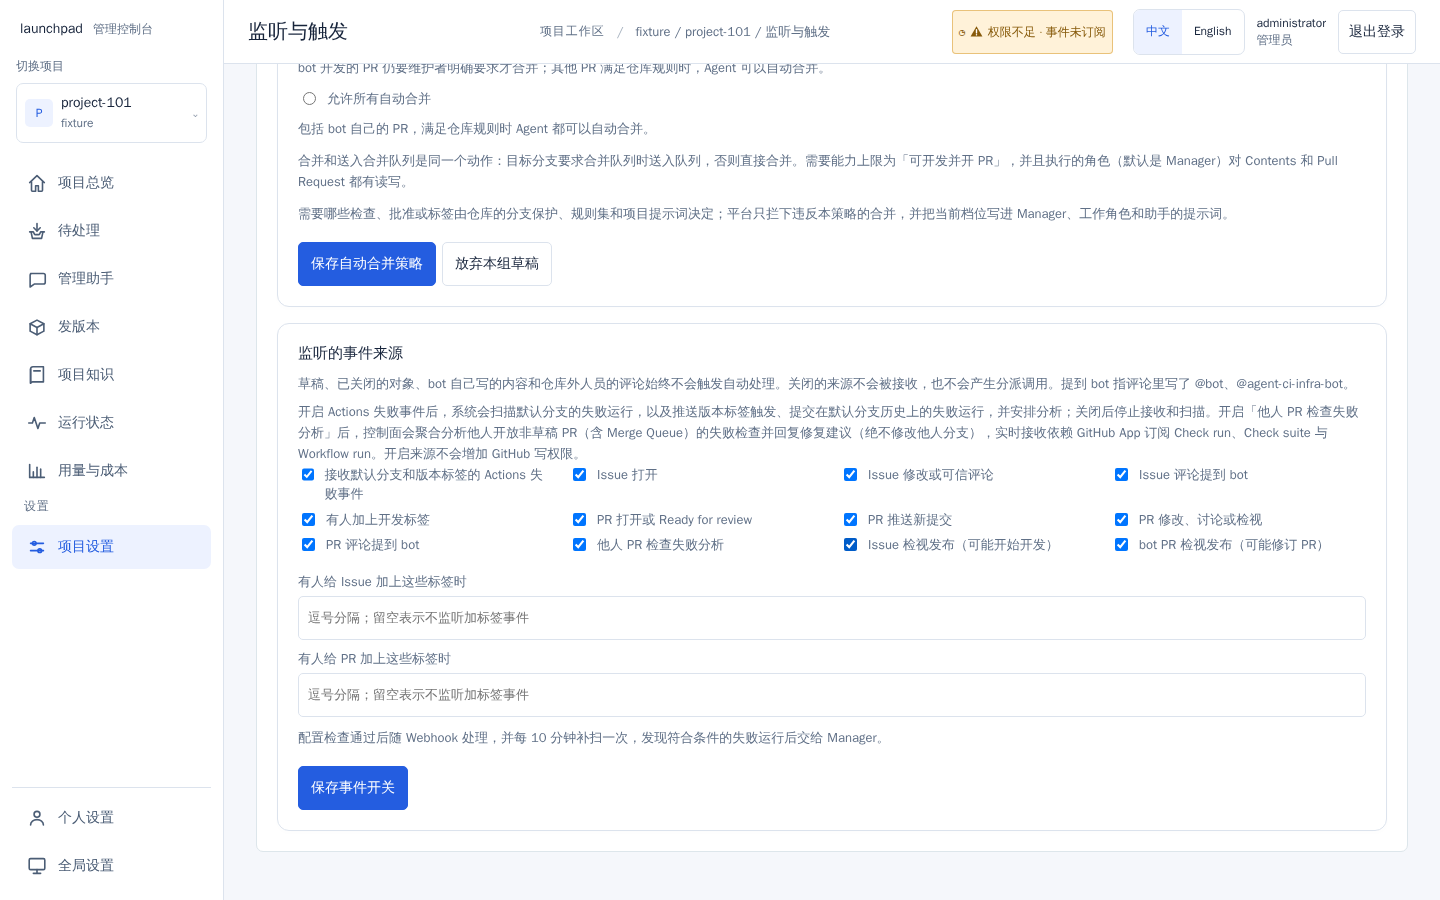 launchpad 管理控制台
切换项目
P
project-101
fixture
项目总览
待处理
管理助手
发版本
项目知识
运行状态
用量与成本
设置
项目设置
个人设置
全局设置
监听与触发
项目工作区 / fixture / project-101 / 监听与触发
权限不足 · 事件未订阅
中文 English
administrator
管理员
退出登录
bot 开发的 PR 仍要维护者明确要求才合并；其他 PR 满足仓库规则时，Agent 可以自动合并。
允许所有自动合并
包括 bot 自己的 PR，满足仓库规则时 Agent 都可以自动合并。
合并和送入合并队列是同一个动作：目标分支要求合并队列时送入队列，否则直接合并。需要能力上限为「可开发并开 PR」，并且执行的角色（默认是 Manager）对 Contents 和 Pull
Request 都有读写。
需要哪些检查、批准或标签由仓库的分支保护、规则集和项目提示词决定；平台只拦下违反本策略的合并，并把当前档位写进 Manager、工作角色和助手的提示词。
保存自动合并策略 放弃本组草稿
监听的事件来源
草稿、已关闭的对象、bot 自己写的内容和仓库外人员的评论始终不会触发自动处理。关闭的来源不会被接收，也不会产生分派调用。提到 bot 指评论里写了 @bot、@agent-ci-infra-bot。
开启 Actions 失败事件后，系统会扫描默认分支的失败运行，以及推送版本标签触发、提交在默认分支历史上的失败运行，并安排分析；关闭后停止接收和扫描。开启「他人 PR 检查失败
分析」后，控制面会聚合分析他人开放非草稿 PR（含 Merge Queue）的失败检查并回复修复建议（绝不修改他人分支），实时接收依赖 GitHub App 订阅 Check run、Check suite 与
Workflow run。开启来源不会增加 GitHub 写权限。
接收默认分支和版本标签的 Actions 失
败事件
Issue 打开
Issue 修改或可信评论
Issue 评论提到 bot
有人加上开发标签
PR 打开或 Ready for review
PR 推送新提交
PR 修改、讨论或检视
PR 评论提到 bot
他人 PR 检查失败分析
Issue 检视发布（可能开始开发）
bot PR 检视发布（可能修订 PR）
有人给 Issue 加上这些标签时
逗号分隔；留空表示不监听加标签事件
有人给 PR 加上这些标签时
逗号分隔；留空表示不监听加标签事件
配置检查通过后随 Webhook 处理，并每 10 分钟补扫一次，发现符合条件的失败运行后交给 Manager。
保存事件开关